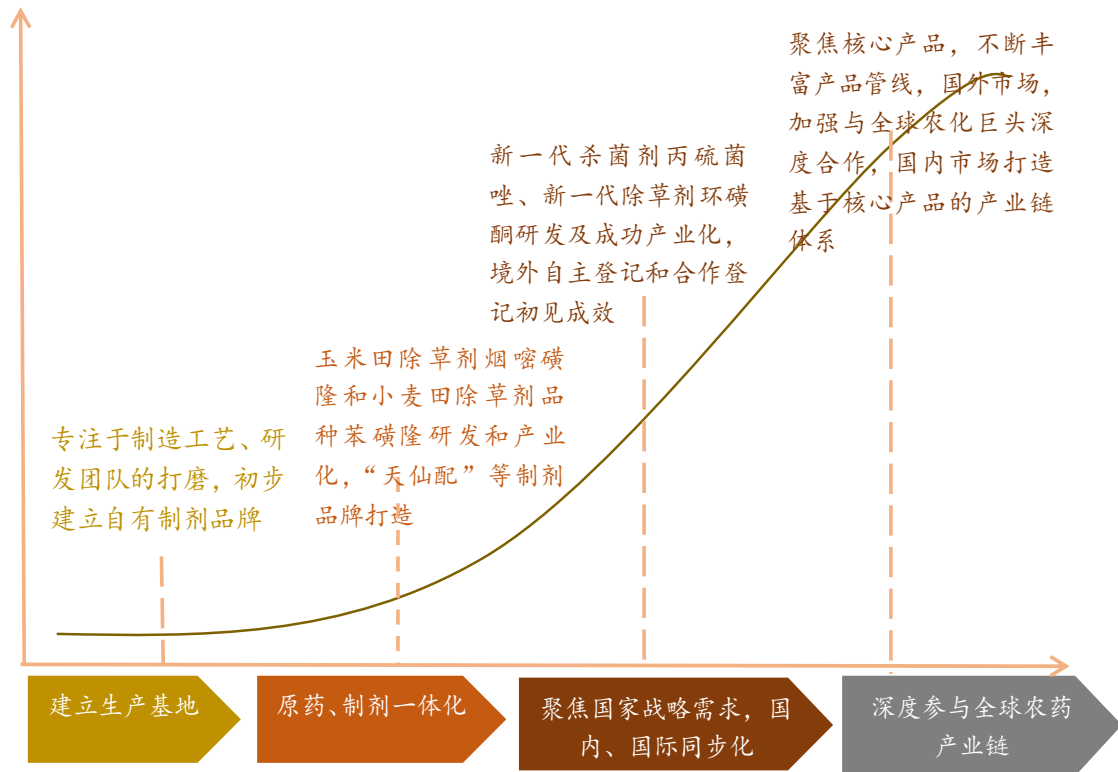 聚焦核心产品，不断丰
富产品管线，国外市场，
加强与全球农化巨头深
度合作，国内市场打造
基于核心产品的产业链
体系
新一代杀菌剂丙硫菌
唑、新一代除草剂环磺
酮研发及成功产业化，
境外自主登记和合作登
记初见成效
玉米田除草剂烟嘧磺
隆和小麦田除草剂品
种苯磺隆研发和产业
化，“天仙配”等制剂
品牌打造
专注于制造工艺、研
发团队的打磨，初步
建立自有制剂品牌
建立生产基地
原药、制剂一体化
聚焦国家战略需求，国
内、国际同步化
深度参与全球农药
产业链